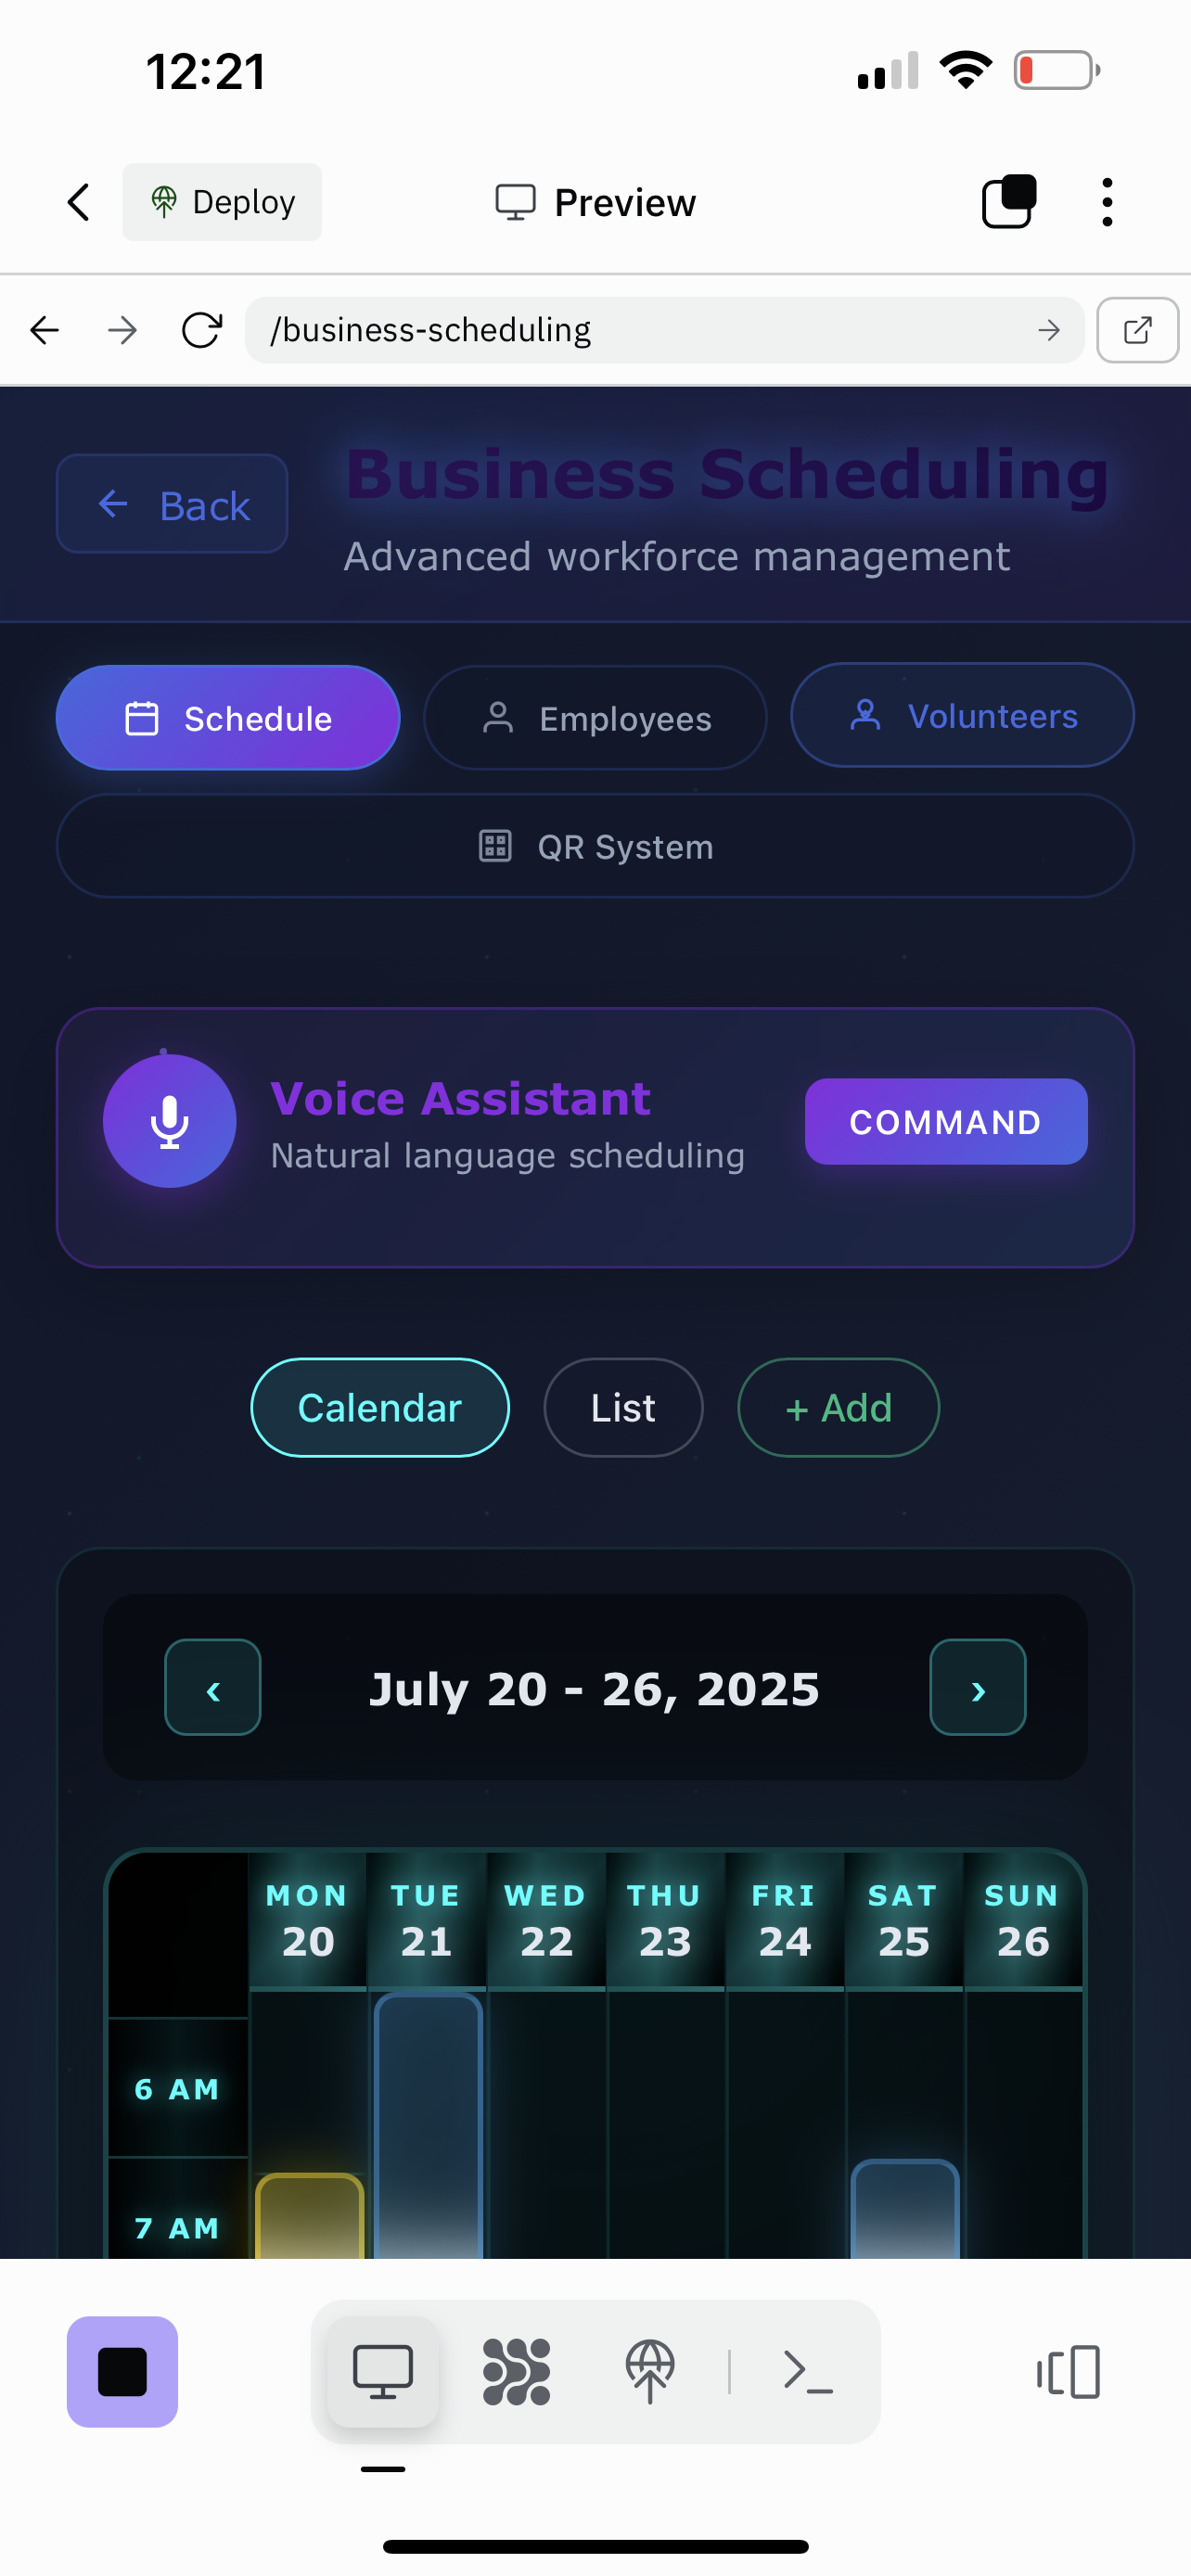 12:21
Deploy
Preview
/business-scheduling
Back
Business Scheduling
Advanced workforce management
Schedule
Employees
Volunteers
QR System
Voice Assistant
Natural language scheduling
COMMAND
Calendar
List
+ Add
‹
July 20 - 26, 2025
›
MON TUE WED THU FRI SAT SUN
20 21 22 23 24 25 26
6 AM
7 AM